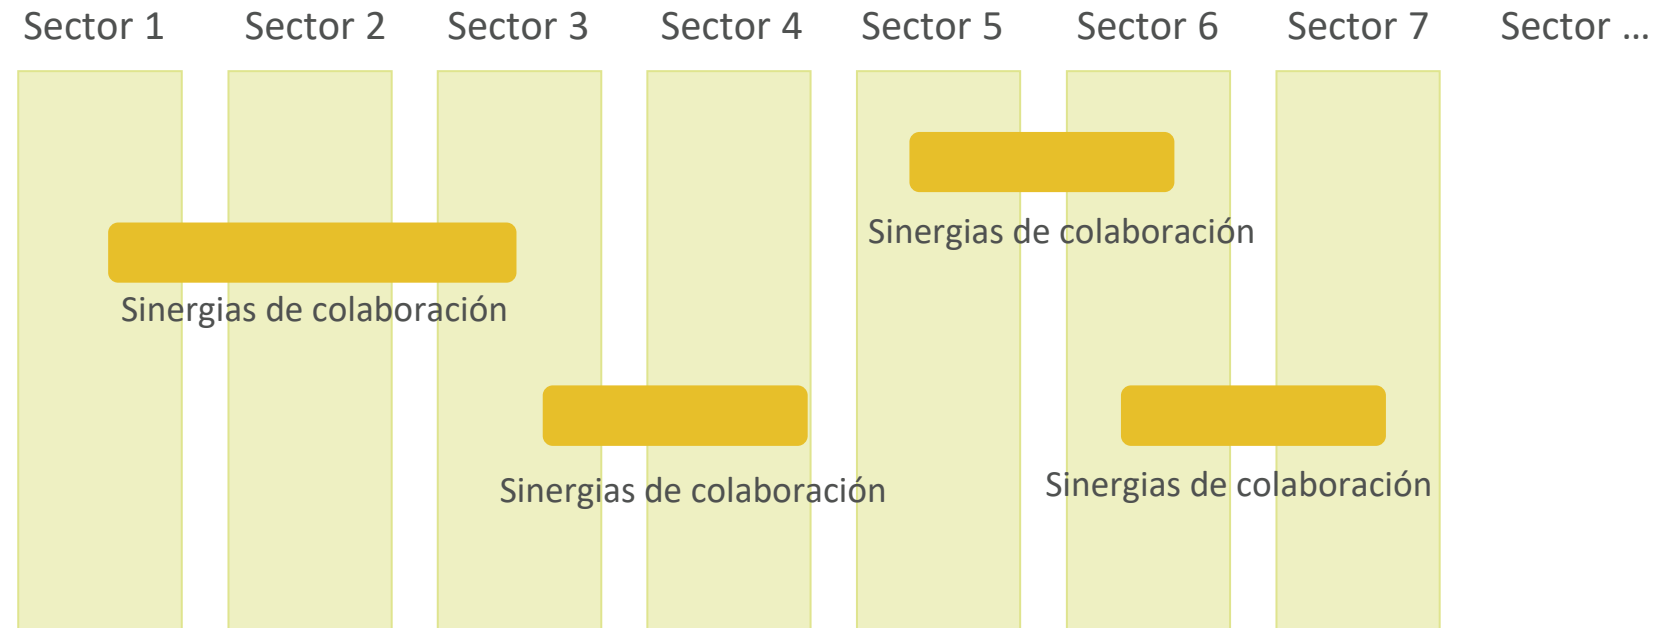 Sector 1 Sector 2 Sector 3 Sector 4 Sector 5 Sector 6 Sector 7 Sector ...
Sinergias de colaboración
Sinergias de colaboración
Sinergias de colaboración
Sinergias de colaboración